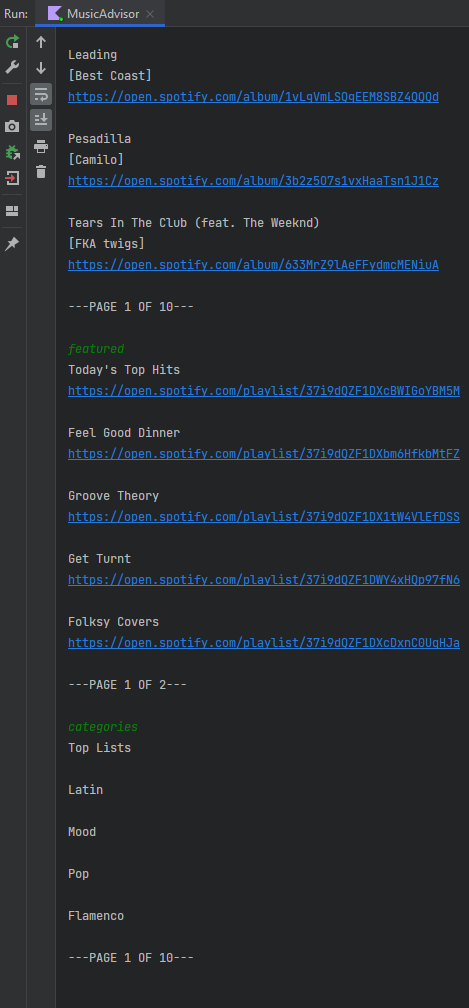 Run:
MusicAdvisor
Leading
[Best Coast]
https://open.spotify.com/album/1vLqVmLSQqEEM8SBZ4QQQd
Pesadilla
[Camilo]
https://open.spotify.com/album/3b2z5O7s1vxHaaTsn1J1Cz
Tears In The Club (feat. The Weeknd)
[FKA twigs]
https://open.spotify.com/album/633MrZ9lAeFFydmcMENiuA
---PAGE 1 OF 10---
featured
Today's Top Hits
https://open.spotify.com/playlist/37i9dQZF1DXcBWIGoYBM5M
Feel Good Dinner
https://open.spotify.com/playlist/37i9dQZF1DXbm6HfkbMtFZ
Groove Theory
https://open.spotify.com/playlist/37i9dQZF1DX1tW4VlEfDSS
Get Turnt
https://open.spotify.com/playlist/37i9dQZF1DWY4xHQp97fN6
Folksy Covers
https://open.spotify.com/playlist/37i9dQZF1DXcDxnC0UqHJa
---PAGE 1 OF 2---
categories
Top Lists
Latin
Mood
Pop
Flamenco
---PAGE 1 OF 10---